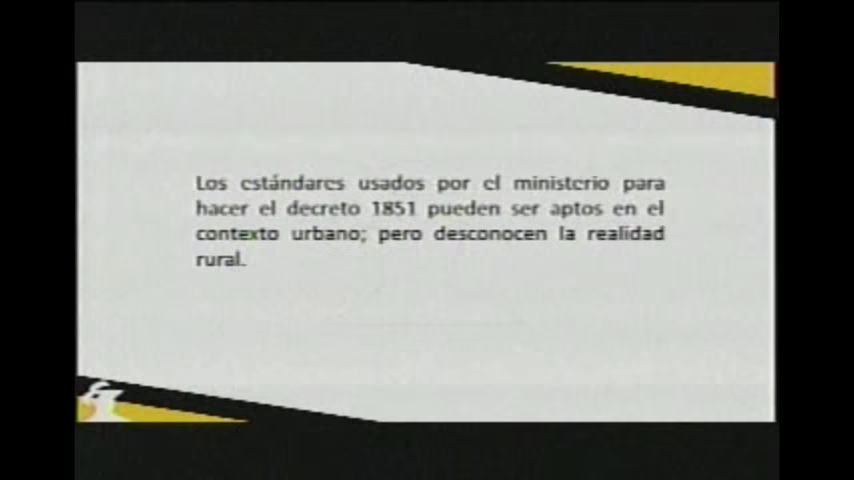 Los estándares usados por el ministerio para
hacer el decreto 1851 pueden ser aptos en el
contexto urbano; pero desconocen la realidad
rural.